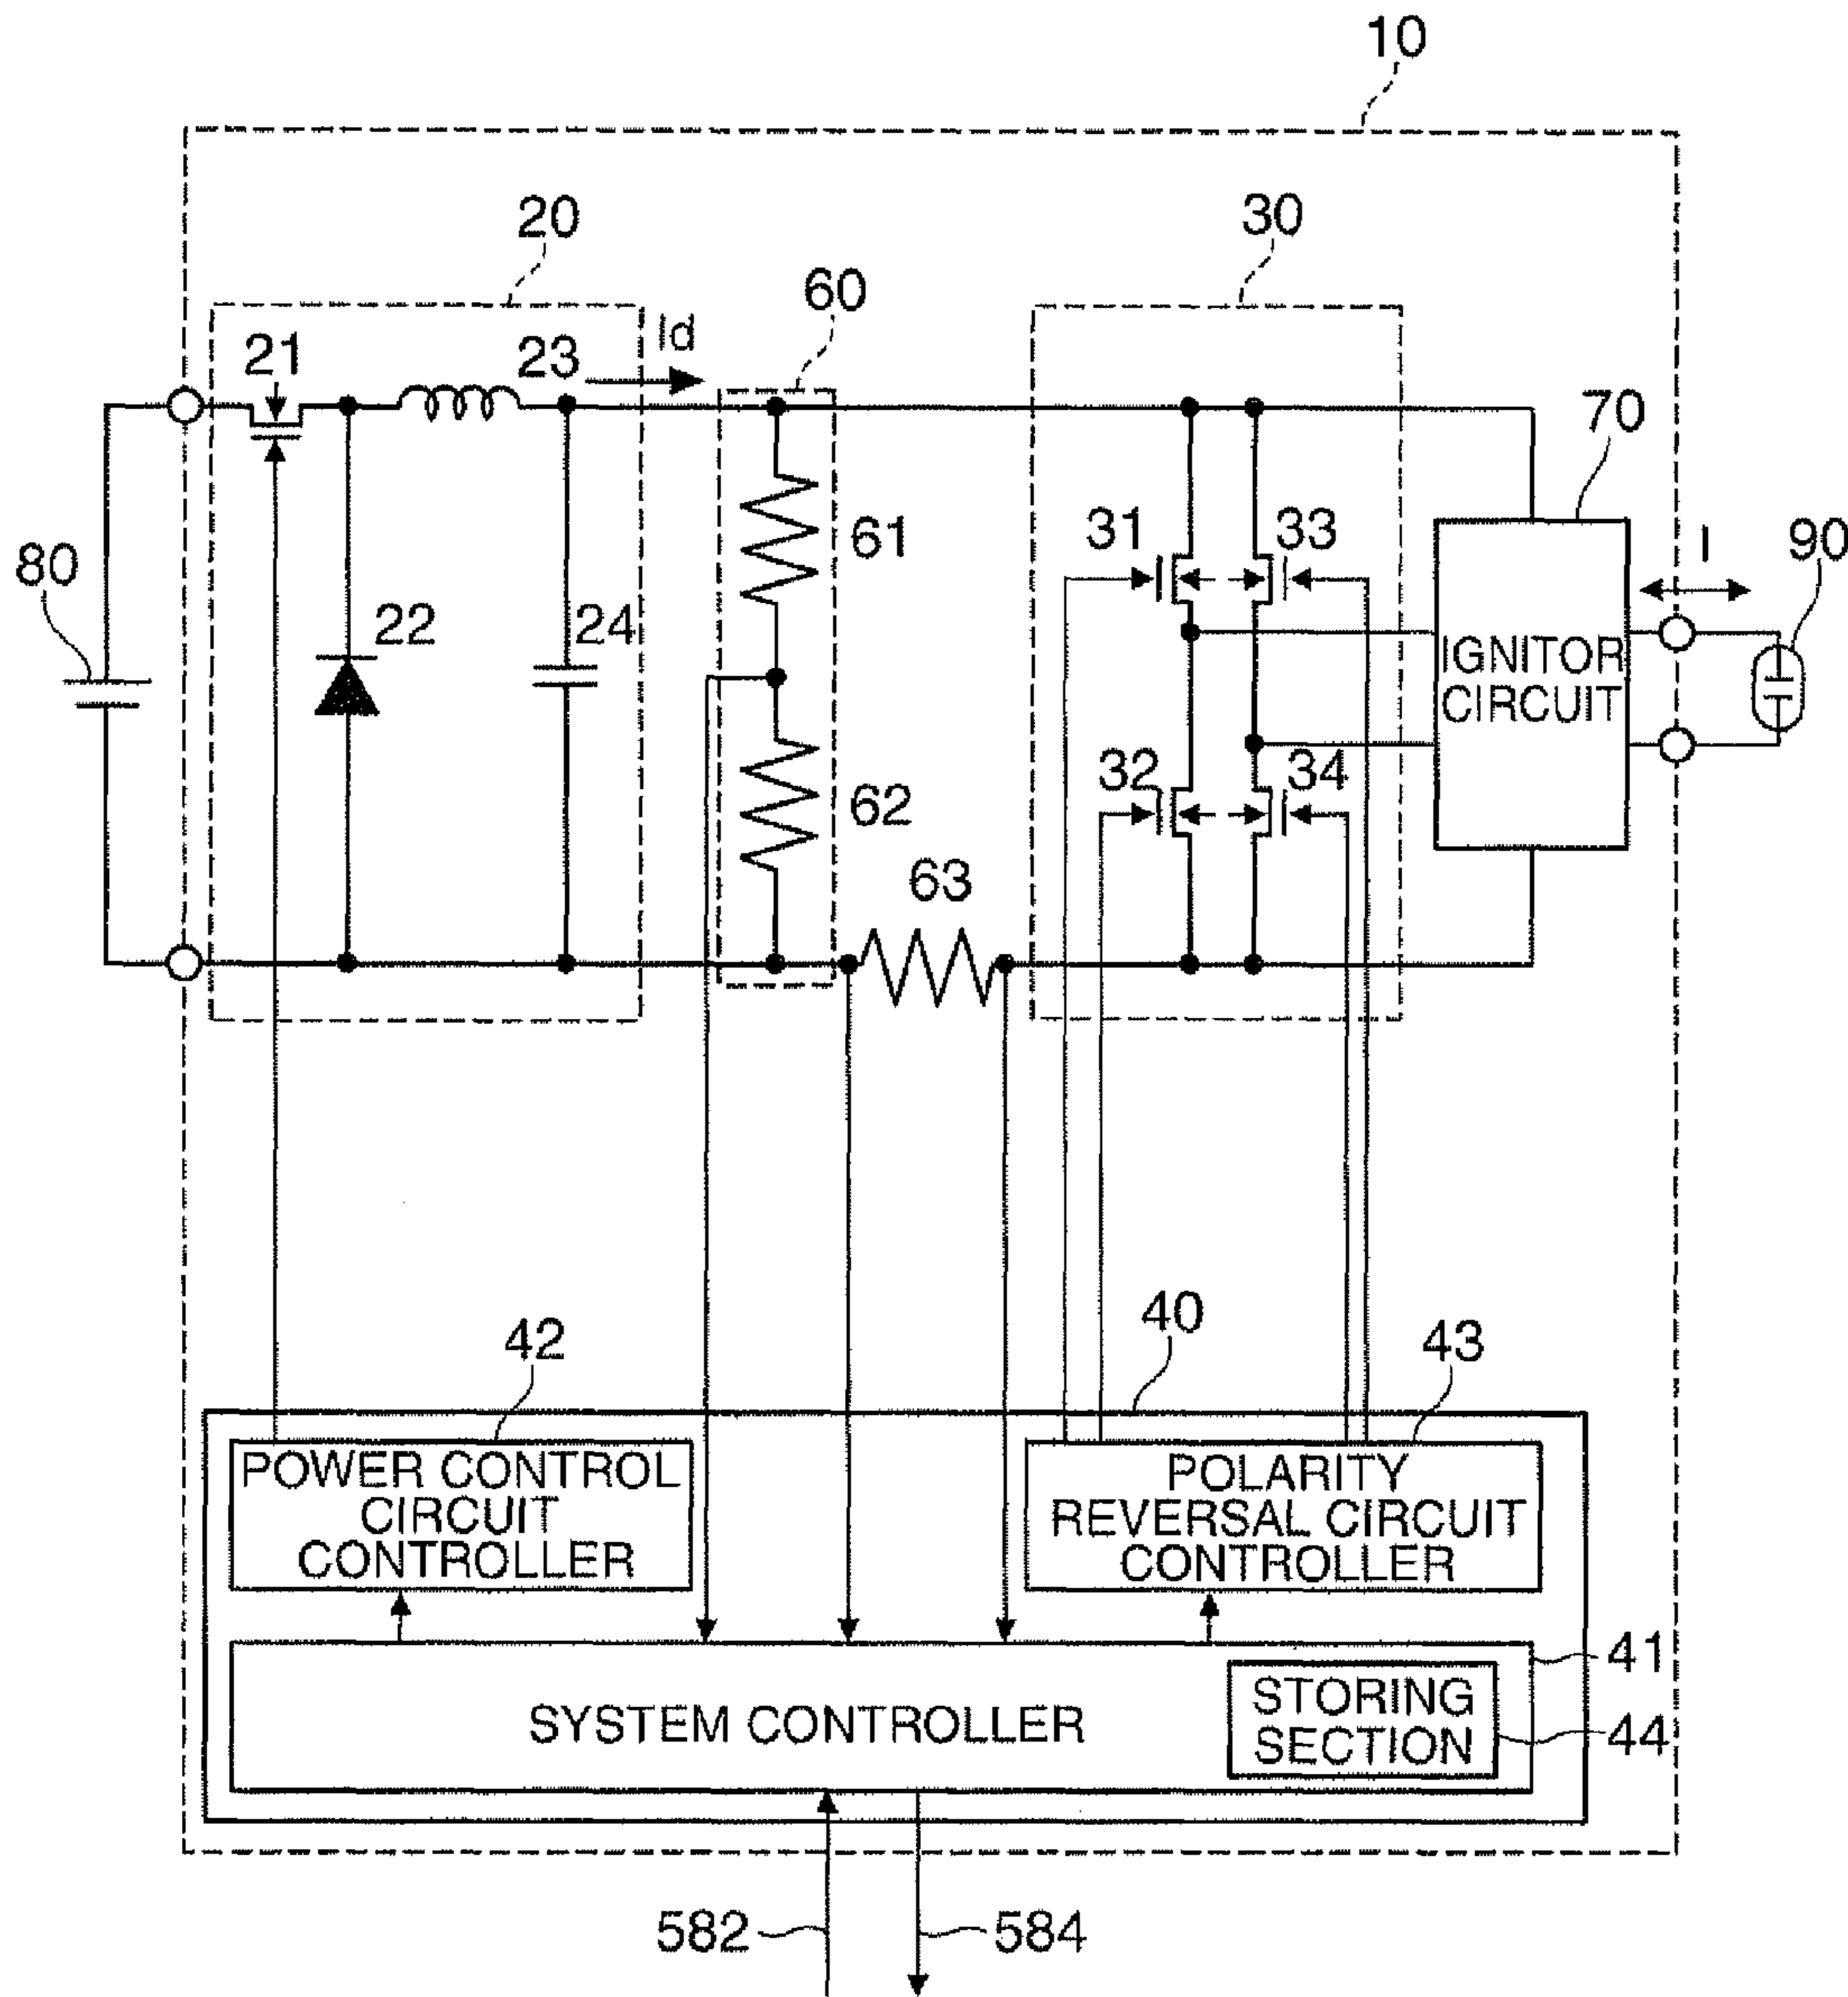 10
20
30
60
Id
21
23
70
31
33
61
I
90
80
22
24
IGNITOR
CIRCUIT
32
34
62
63
40
42
43
POWER CONTROL
CIRCUIT
CONTROLLER
POLARITY
REVERSAL CIRCUIT
CONTROLLER
41
STORING
SECTION
SYSTEM CONTROLLER
44
582
584